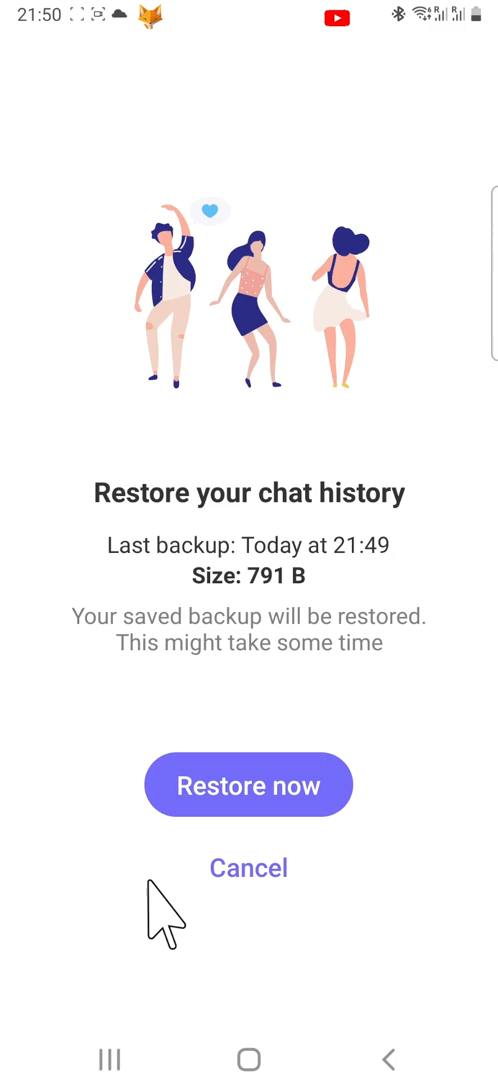 21:50
Restore your chat history
Last backup: Today at 21:49
Size: 791 B
Your saved backup will be restored.
This might take some time
Restore now
Cancel